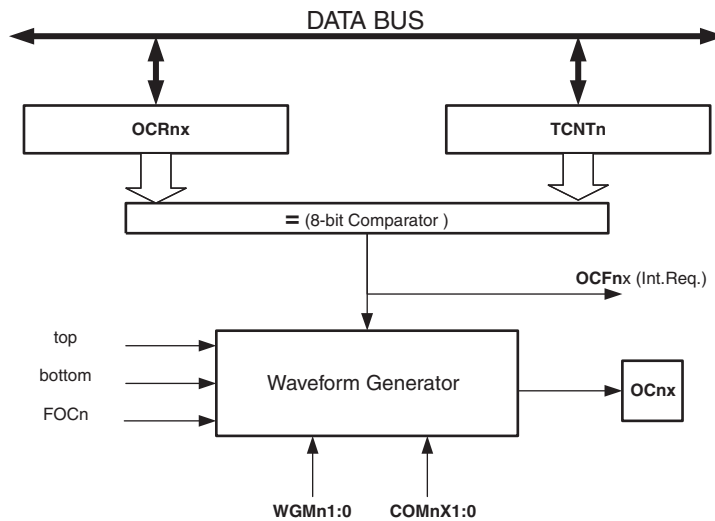 DATA BUS
OCRnx
TCNTn
= (8-bit Comparator )
OCFnx (Int.Req.)
top
bottom
FOCn
Waveform Generator
OCnx
WGMn1:0
COMnX1:0